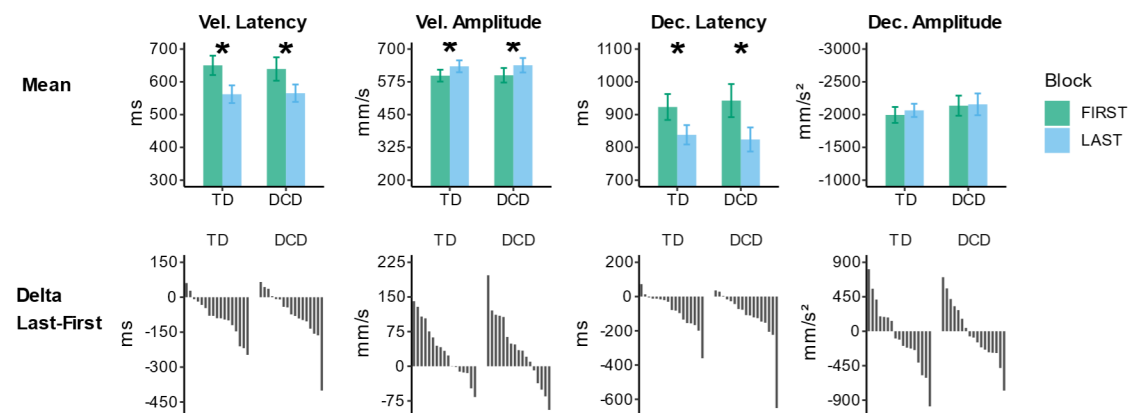 Vel. Latency
Vel. Amplitude
Dec. Latency
Dec. Amplitude
Mean
ms
700
600
500
400
300
*
*
TD
DCD
mm/s
700
575
450
325
200
*
*
TD
DCD
ms
1100
1000
900
800
700
*
*
TD
DCD
mm/s²
-3000
-2500
-2000
-1500
-1000
TD
DCD
Block
FIRST
LAST
Delta
Last-First
ms
150
0
-150
-300
-450
TD
DCD
mm/s
225
150
75
0
-75
TD
DCD
ms
200
0
-200
-400
-600
TD
DCD
mm/s²
900
450
0
-450
-900
TD
DCD